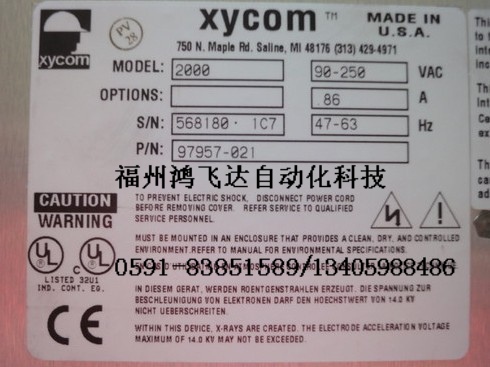 xycom
PV
28
xycom ™
MADE IN
U.S.A.
750 N. Maple Rd. Saline, MI 48176 (313) 429-4971
MODEL: 2000 90-250 VAC
OPTIONS: .86 A
S/N: 568180 · 1C7 47-63 Hz
P/N: 97957-021
福州鸿飞达自动化科技
CAUTION
WARNING
TO PREVENT ELECTRIC SHOCK, DISCONNECT POWER CORD
BEFORE REMOVING COVER. REFER SERVICE TO QUALIFIED
SERVICE PERSONNEL.
MUST BE MOUNTED IN AN ENCLOSURE THAT PROVIDES A CLEAN, DRY, AND CONTROLLED
ENVIRONMENT REFER TO MANUAL FOR ENVIRONMENTAL SPECIFICATIONS.
0591-83951589/13405988486
UL UL
LISTED 32U1
IND. CONT. EG.
IN DIESEM GERAT, WERDEN ROENTGENSTRAHLEN ERZEUGT. DIE SPANNUNG ZUR
BESCHLEUNIGUNG VON ELEKTRONEN DARF DEN HOECHSTWERT VON 14.0 KV
NICHT UEBERSCHREITEN.
WITHIN THIS DEVICE, X-RAYS ARE CREATED. THE ELECTRODE ACCELERATION VOLTAGE
MAXIMUM OF 14.0 KV MAY NOT BE EXCEEDED.